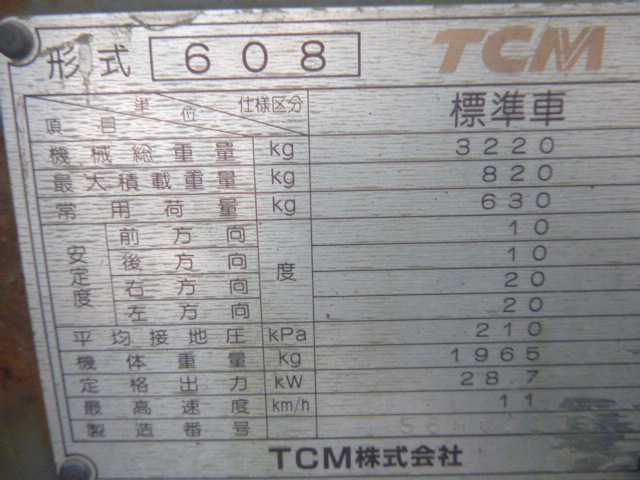 形式 608 TCM
単位 仕様区分 標準車
項目
機械総重量 kg 3220
最大積載重量 kg 820
常用荷重 kg 630
安定度 前方向 度 10
後方向 10
右方向 20
左方向 20
平均接地圧 kPa 210
機体重量 kg 1965
定格出力 kW 28.7
最高速度 km/h 11
製造番号
TCM株式会社